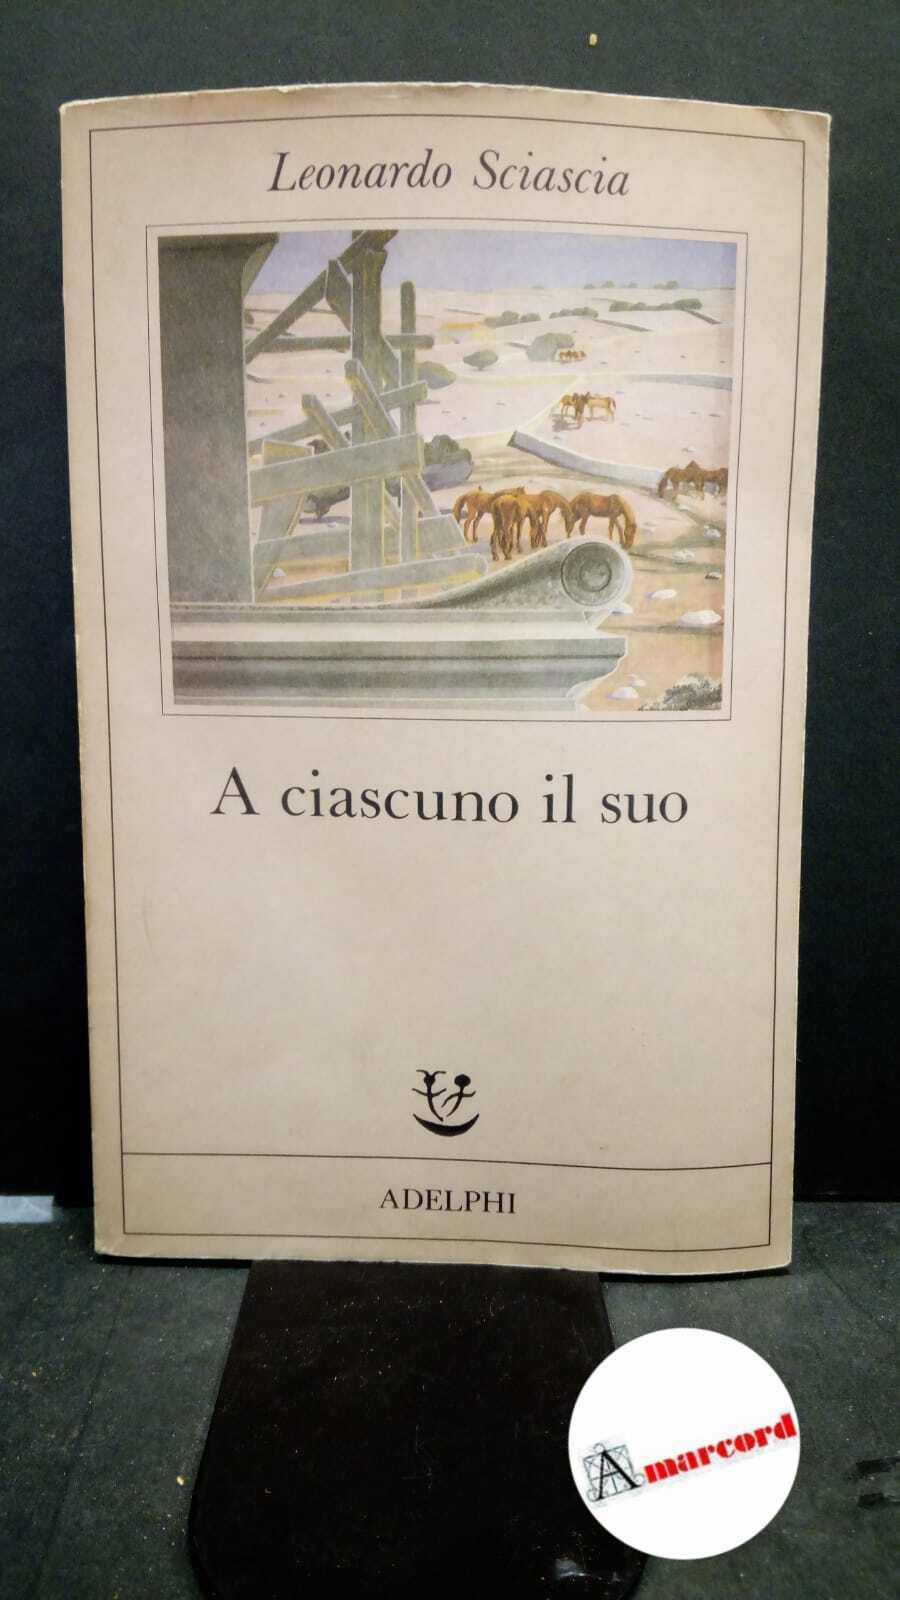 Leonardo Sciascia
A ciascuno il suo
ADELPHI
Amarcord